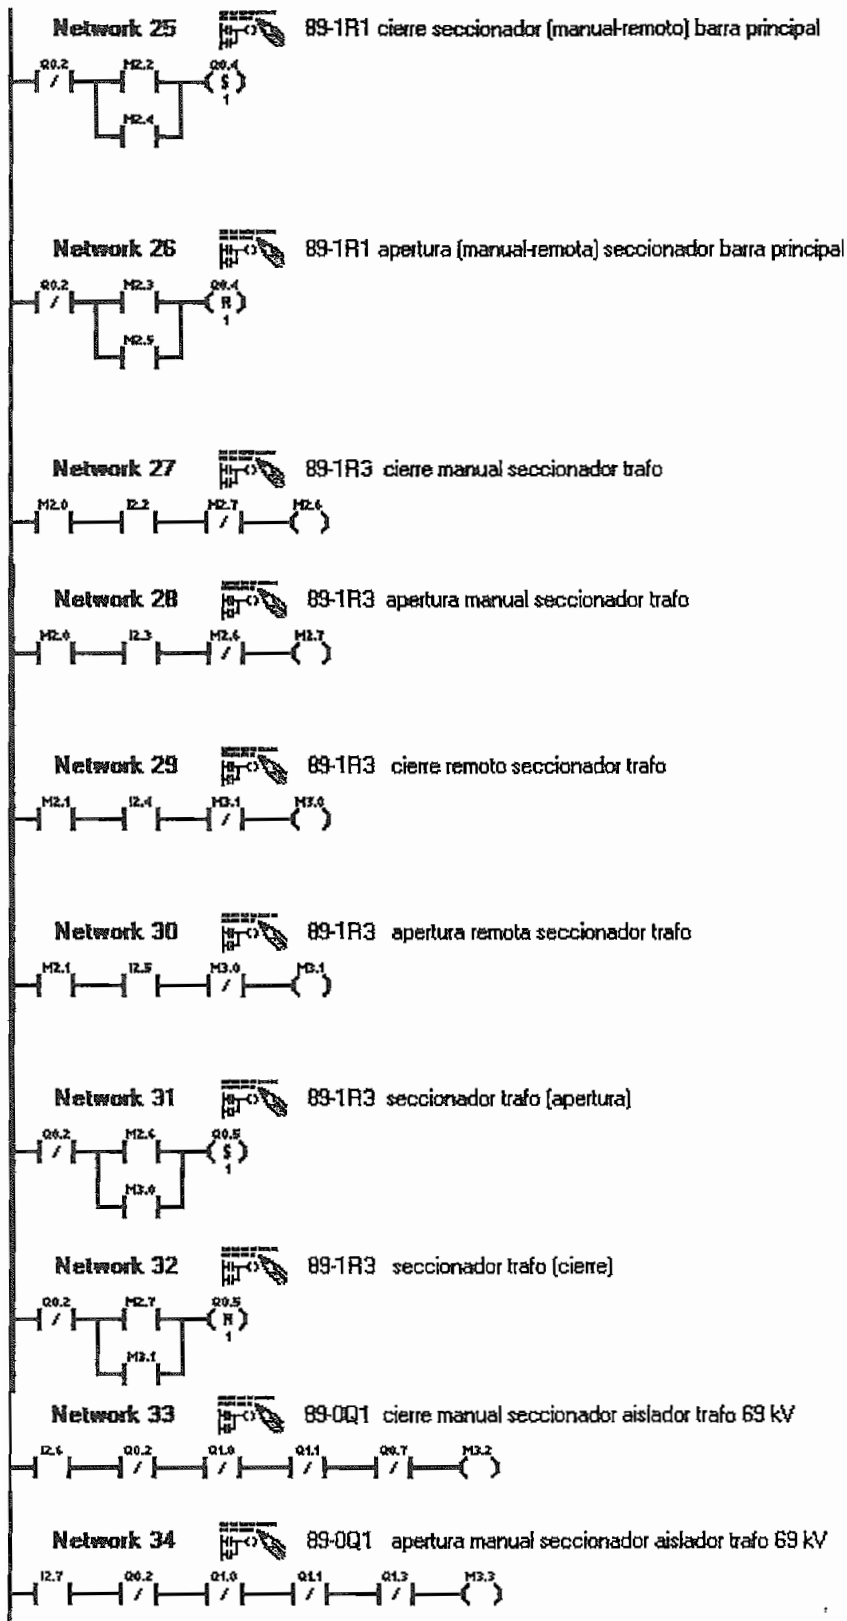 Network 25 89-1R1 cierre seccionador (manual-remoto) barra principal
Q0.2 M2.2 Q0.4
/ S
1
M2.4
Network 26 89-1R1 apertura (manual-remota) seccionador barra principal
Q0.2 M2.3 Q0.4
/ R
1
M2.5
Network 27 89-1R3 cierre manual seccionador trafo
M2.0 I2.2 M2.7 M2.6
/
Network 28 89-1R3 apertura manual seccionador trafo
M2.0 I2.3 M2.6 M2.7
/
Network 29 89-1R3 cierre remoto seccionador trafo
M2.1 I2.4 M3.1 M3.0
/
Network 30 89-1R3 apertura remota seccionador trafo
M2.1 I2.5 M3.0 M3.1
/
Network 31 89-1R3 seccionador trafo (apertura)
Q0.2 M2.6 Q0.5
/ S
1
M3.0
Network 32 89-1R3 seccionador trafo (cierre)
Q0.2 M2.7 Q0.5
/ R
1
M3.1
Network 33 89-0Q1 cierre manual seccionador aislador trafo 69 kV
I2.6 Q0.2 Q1.0 Q1.1 Q0.7 M3.2
/ / / /
Network 34 89-0Q1 apertura manual seccionador aislador trafo 69 kV
I2.7 Q0.2 Q1.0 Q1.1 Q1.3 M3.3
/ / / /